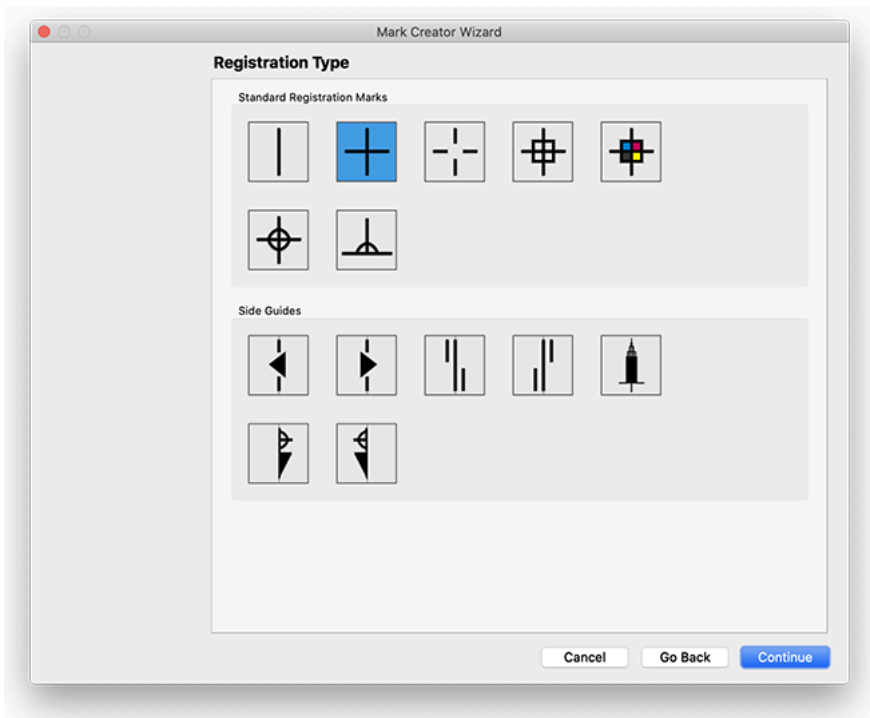 Mark Creator Wizard
Registration Type
Standard Registration Marks
Side Guides
Cancel
Go Back
Continue